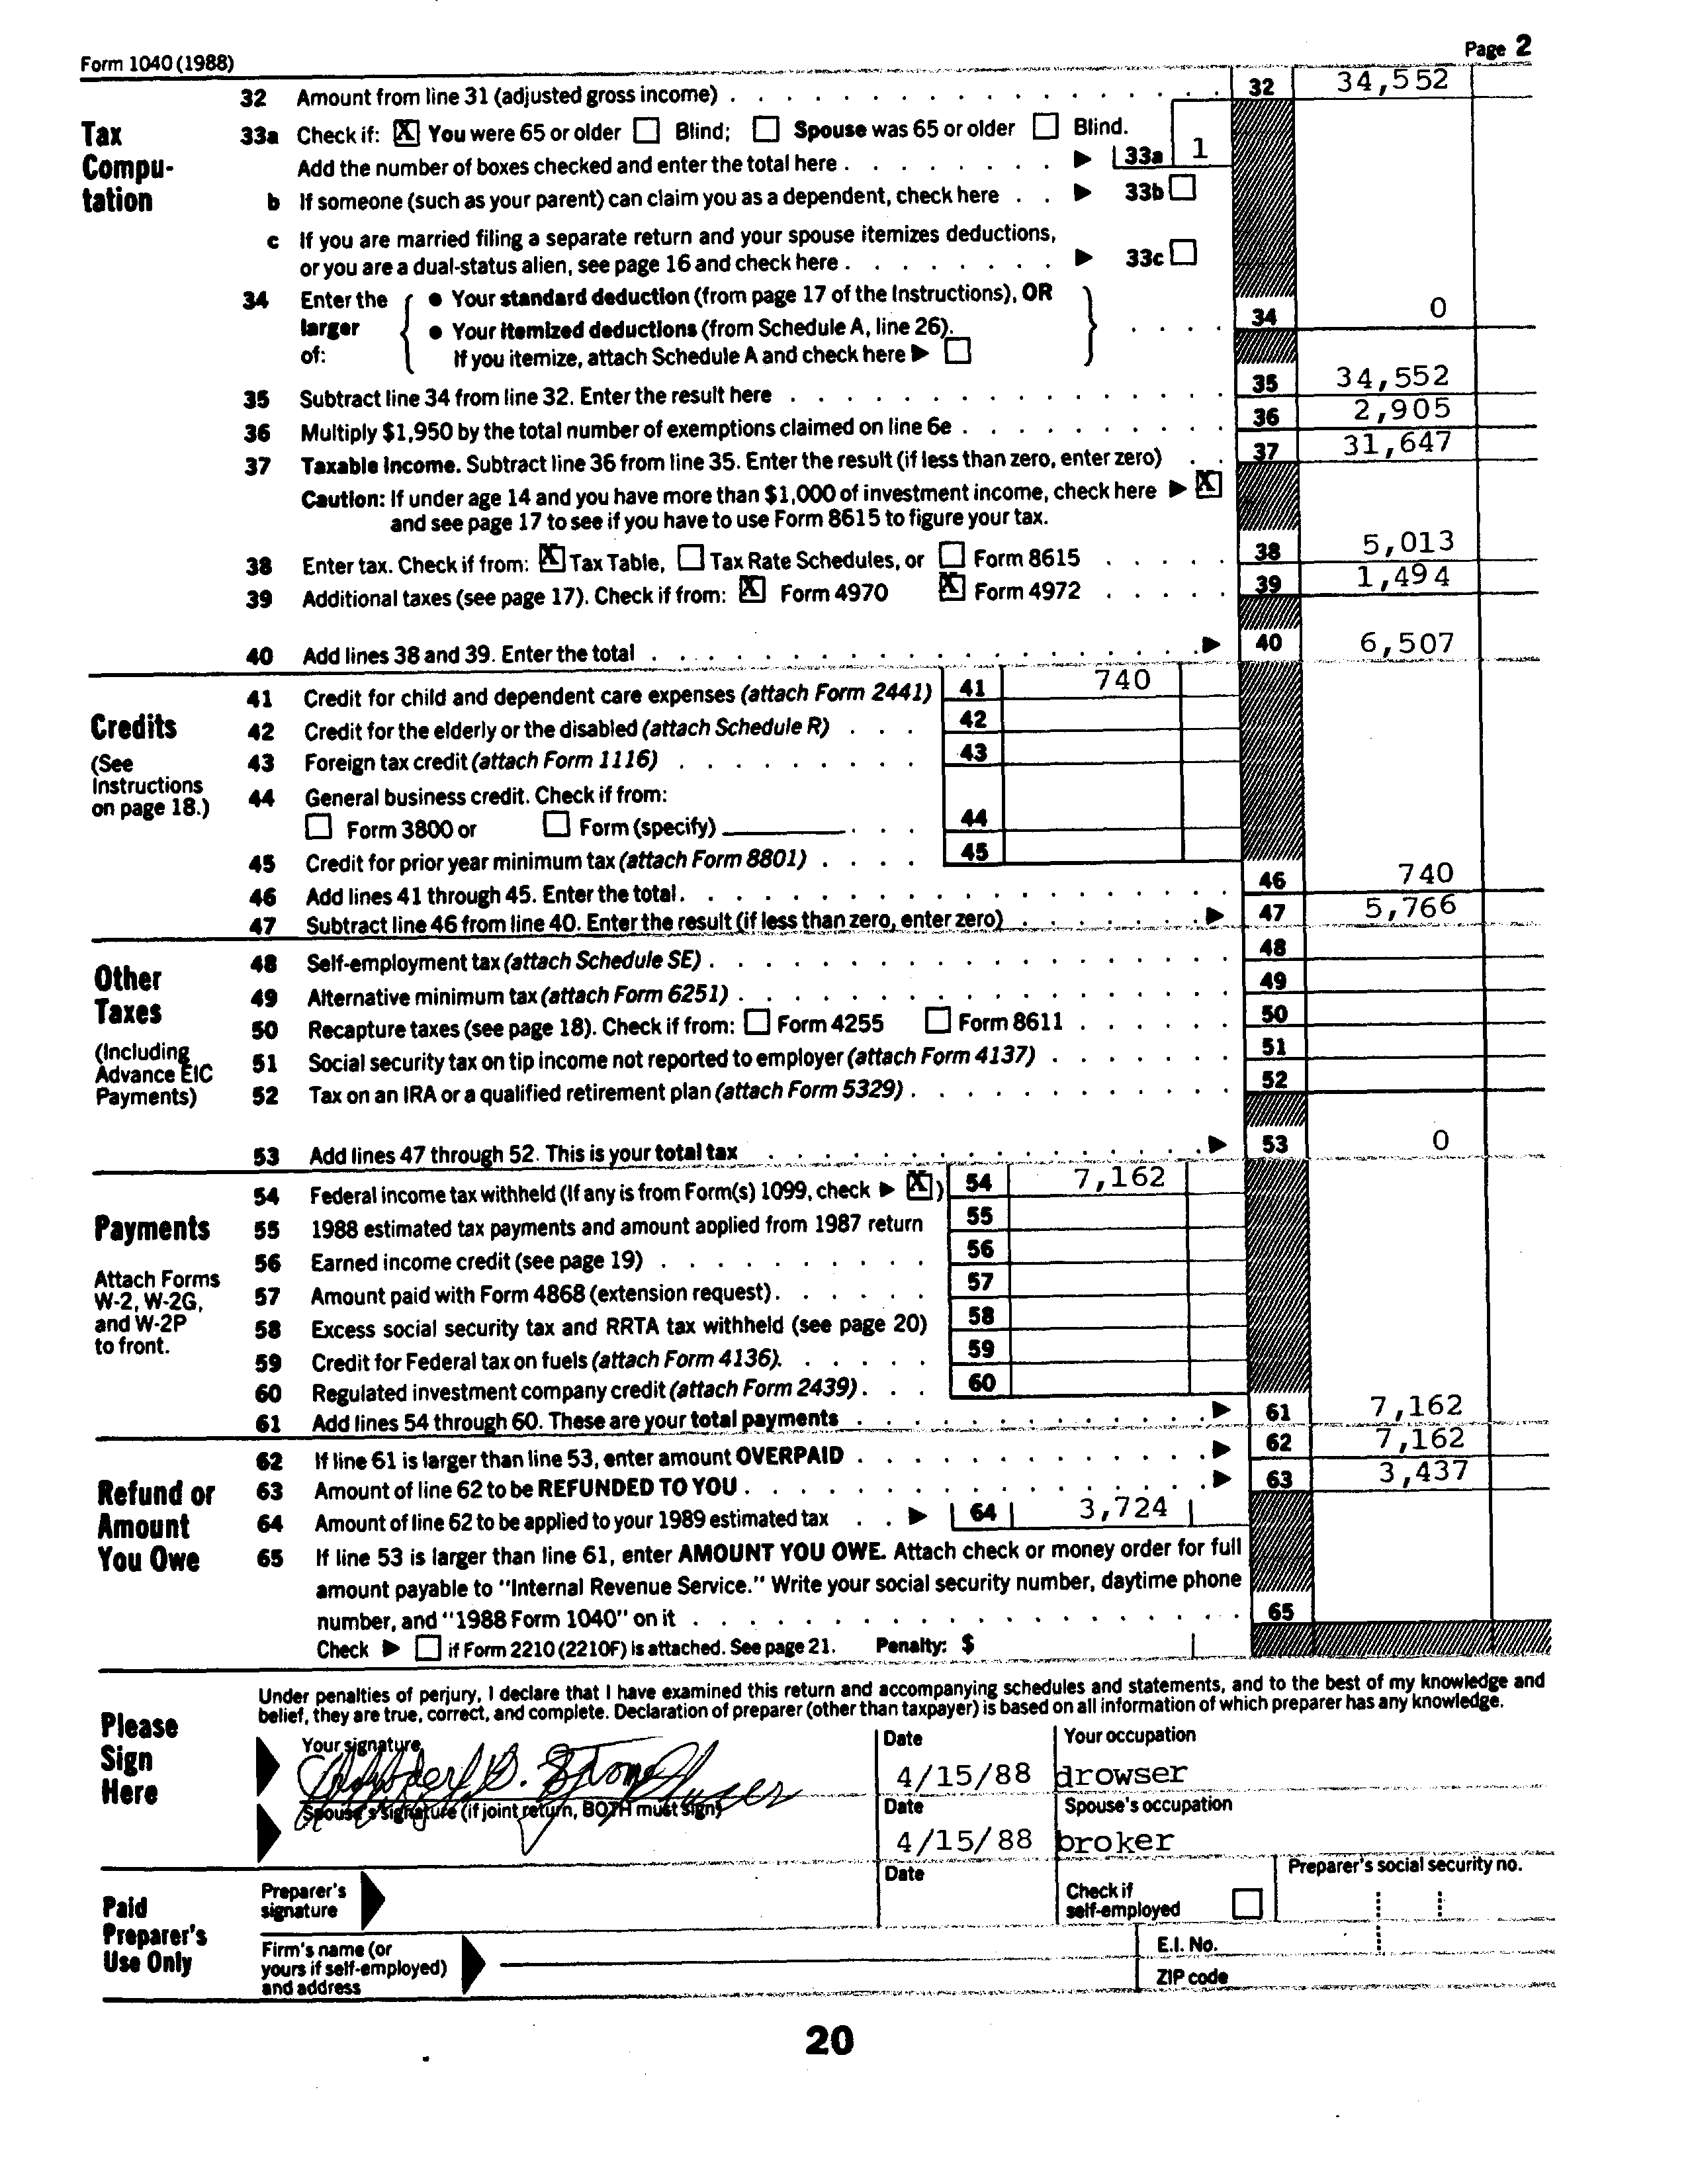 Form 1040 (1988) Page 2
32 Amount from line 31 (adjusted gross income) . . . 32 34,552
Tax Computation
33a Check if: [X] You were 65 or older [ ] Blind; [ ] Spouse was 65 or older [ ] Blind.
Add the number of boxes checked and enter the total here . . . ▶ 33a 1
b If someone (such as your parent) can claim you as a dependent, check here . . ▶ 33b [ ]
c If you are married filing a separate return and your spouse itemizes deductions,
or you are a dual-status alien, see page 16 and check here . . . ▶ 33c [ ]
34 Enter the larger of:
● Your standard deduction (from page 17 of the Instructions), OR
● Your itemized deductions (from Schedule A, line 26).
If you itemize, attach Schedule A and check here ▶ [ ]
34 0
35 Subtract line 34 from line 32. Enter the result here . . . 35 34,552
36 Multiply $1,950 by the total number of exemptions claimed on line 6e . . . 36 2,905
37 Taxable income. Subtract line 36 from line 35. Enter the result (if less than zero, enter zero) . . 37 31,647
Caution: If under age 14 and you have more than $1,000 of investment income, check here ▶ [X]
and see page 17 to see if you have to use Form 8615 to figure your tax.
38 Enter tax. Check if from: [X] Tax Table, [ ] Tax Rate Schedules, or [ ] Form 8615 . . . 38 5,013
39 Additional taxes (see page 17). Check if from: [X] Form 4970 [X] Form 4972 . . . 39 1,494
40 Add lines 38 and 39. Enter the total . . . ▶ 40 6,507
Credits
(See Instructions on page 18.)
41 Credit for child and dependent care expenses (attach Form 2441) 41 740
42 Credit for the elderly or the disabled (attach Schedule R) . . . 42
43 Foreign tax credit (attach Form 1116) . . . 43
44 General business credit. Check if from:
[ ] Form 3800 or [ ] Form (specify) . . . 44
45 Credit for prior year minimum tax (attach Form 8801) . . . 45
46 Add lines 41 through 45. Enter the total . . . 46 740
47 Subtract line 46 from line 40. Enter the result (if less than zero, enter zero) . . . ▶ 47 5,766
Other Taxes
(Including Advance EIC Payments)
48 Self-employment tax (attach Schedule SE) . . . 48
49 Alternative minimum tax (attach Form 6251) . . . 49
50 Recapture taxes (see page 18). Check if from: [ ] Form 4255 [ ] Form 8611 . . . 50
51 Social security tax on tip income not reported to employer (attach Form 4137) . . . 51
52 Tax on an IRA or a qualified retirement plan (attach Form 5329) . . . 52
53 Add lines 47 through 52. This is your total tax . . . ▶ 53 0
Payments
Attach Forms W-2, W-2G, and W-2P to front.
54 Federal income tax withheld (If any is from Form(s) 1099, check ▶ [X]) 54 7,162
55 1988 estimated tax payments and amount applied from 1987 return 55
56 Earned income credit (see page 19) . . . 56
57 Amount paid with Form 4868 (extension request) . . . 57
58 Excess social security tax and RRTA tax withheld (see page 20) 58
59 Credit for Federal tax on fuels (attach Form 4136). . . . 59
60 Regulated investment company credit (attach Form 2439) . . . 60
61 Add lines 54 through 60. These are your total payments . . . ▶ 61 7,162
Refund or Amount You Owe
62 If line 61 is larger than line 53, enter amount OVERPAID . . . ▶ 62 7,162
63 Amount of line 62 to be REFUNDED TO YOU . . . ▶ 63 3,437
64 Amount of line 62 to be applied to your 1989 estimated tax . . ▶ 64 3,724
65 If line 53 is larger than line 61, enter AMOUNT YOU OWE. Attach check or money order for full
amount payable to "Internal Revenue Service." Write your social security number, daytime phone
number, and "1988 Form 1040" on it . . . 65
Check ▶ [ ] if Form 2210 (2210F) is attached. See page 21. Penalty: $
Please Sign Here
Under penalties of perjury, I declare that I have examined this return and accompanying schedules and statements, and to the best of my knowledge and
belief, they are true, correct, and complete. Declaration of preparer (other than taxpayer) is based on all information of which preparer has any knowledge.
Your signature Date Your occupation
4/15/88 drowser
Spouse's signature (if joint return, BOTH must sign) Date Spouse's occupation
4/15/88 broker
Paid Preparer's Use Only
Preparer's signature Date Check if self-employed [ ] Preparer's social security no.
Firm's name (or yours if self-employed) and address E.I. No.
ZIP code
20